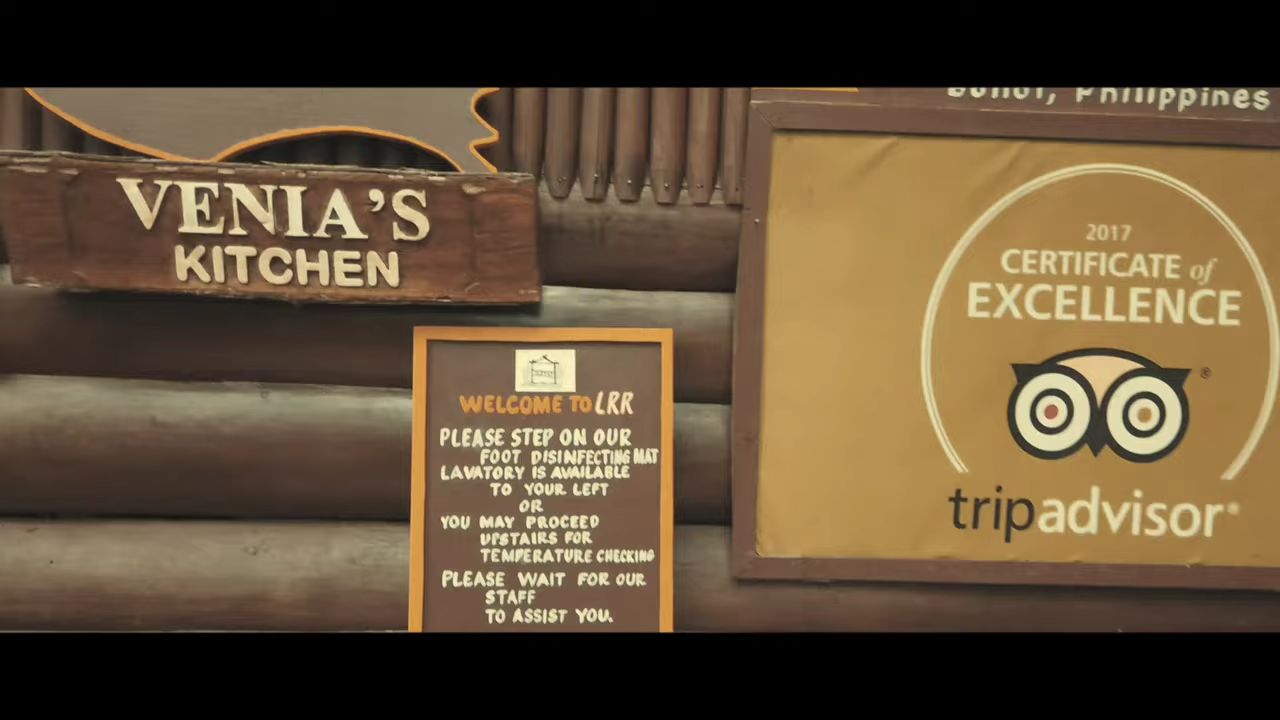 VENIA'S
KITCHEN
WELCOME TO LRR
PLEASE STEP ON OUR
FOOT DISINFECTING MAT
LAVATORY IS AVAILABLE
TO YOUR LEFT
OR
YOU MAY PROCEED
UPSTAIRS FOR
TEMPERATURE CHECKING
PLEASE WAIT FOR OUR
STAFF
TO ASSIST YOU.
Bohol, Philippines
2017
CERTIFICATE of
EXCELLENCE
®
tripadvisor®